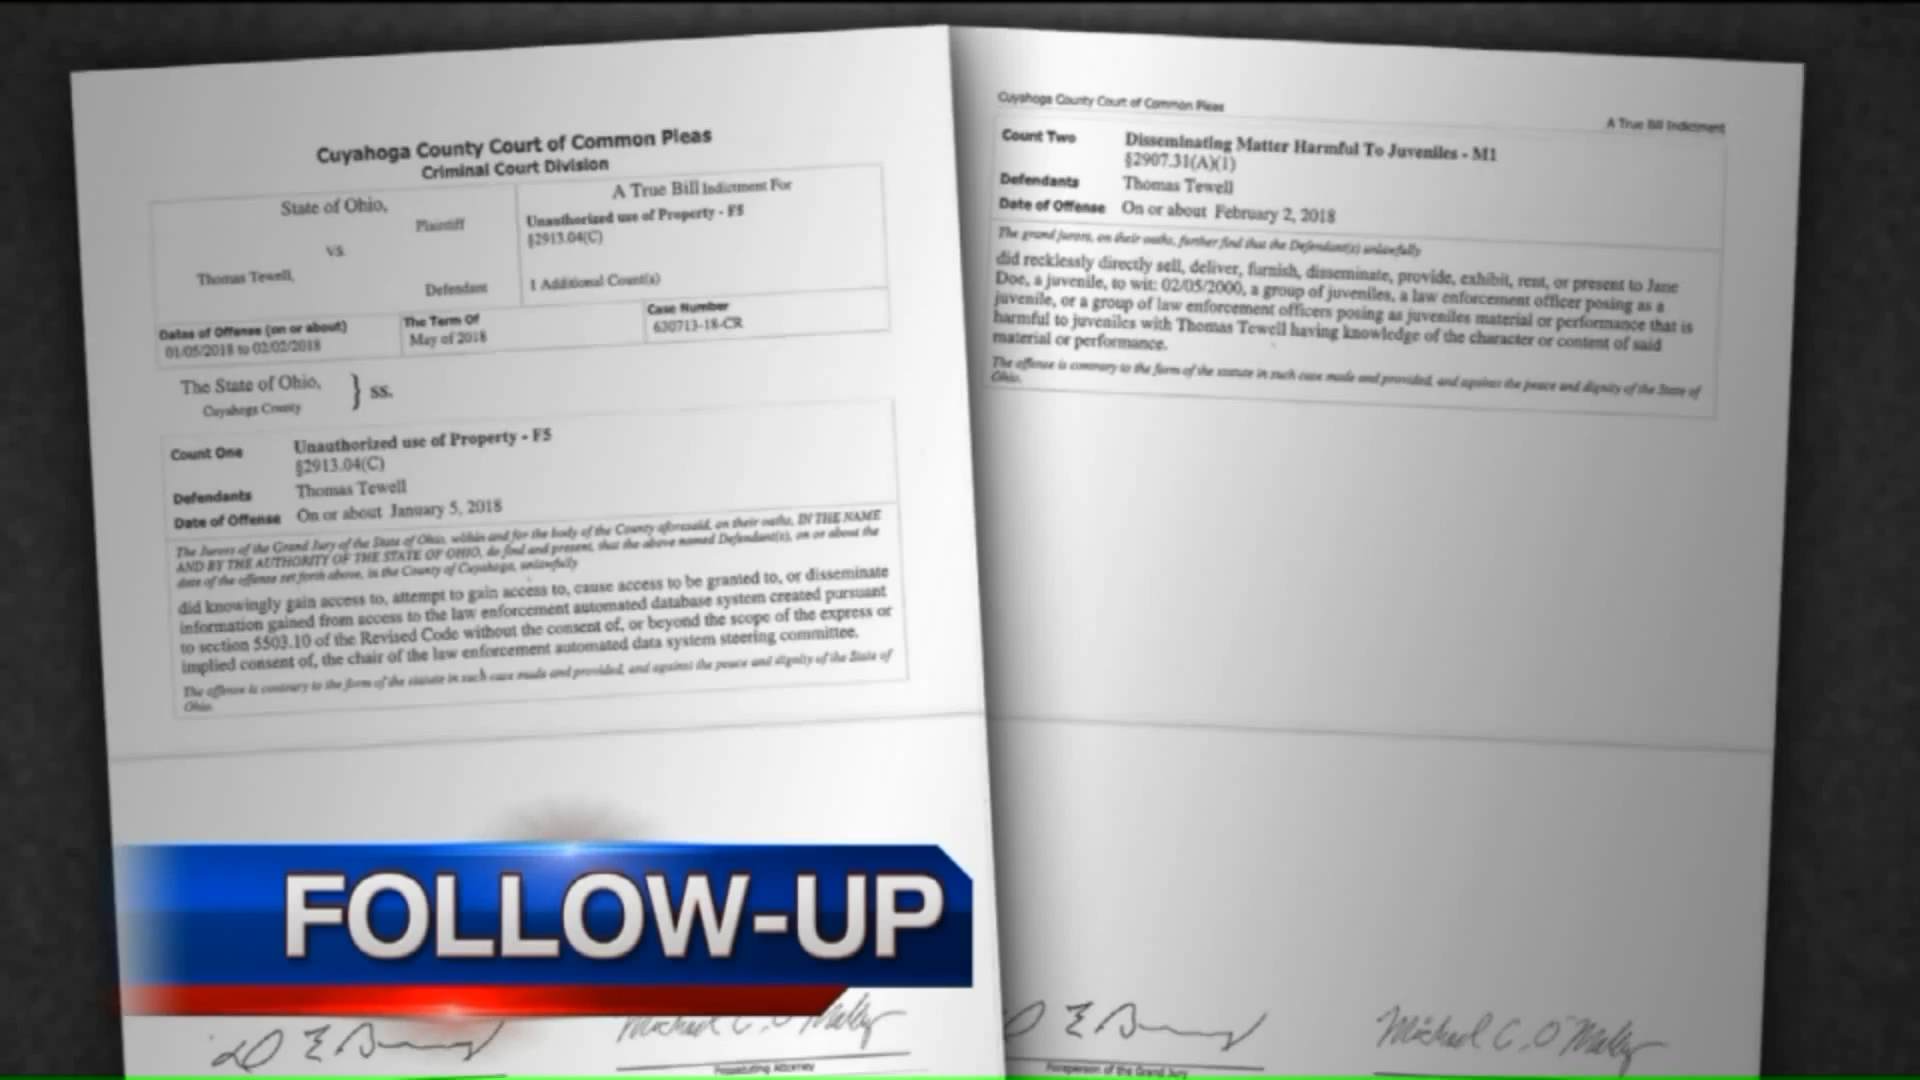 Cuyahoga County Court of Common Pleas
Criminal Court Division
State of Ohio,
Plaintiff
VS.
Thomas Tewell,
Defendant
A True Bill Indictment For
Unauthorized use of Property - F5
§2913.04(C)
1 Additional Count(s)
Dates of Offense (on or about)
01/05/2018 to 02/02/2018
The Term Of
May of 2018
Case Number
630713-18-CR
The State of Ohio,
Cuyahoga County
} SS.
Count One
Unauthorized use of Property - F5
§2913.04(C)
Defendants
Thomas Tewell
Date of Offense
On or about January 5, 2018
The Jurors of the Grand Jury of the State of Ohio, within and for the body of the County aforesaid, on their oaths, IN THE NAME
AND BY THE AUTHORITY OF THE STATE OF OHIO, do find and present, that the above named Defendant(s), on or about the
date of the offense set forth above, in the County of Cuyahoga, unlawfully
did knowingly gain access to, attempt to gain access to, cause access to be granted to, or disseminate
information gained from access to the law enforcement automated database system created pursuant
to section 5503.10 of the Revised Code without the consent of, or beyond the scope of the express or
implied consent of, the chair of the law enforcement automated data system steering committee.
The offense is contrary to the form of the statute in such case made and provided, and against the peace and dignity of the State of
Ohio.
FOLLOW-UP
Michael C. O'Malley
Prosecuting Attorney
Cuyahoga County Court of Common Pleas
A True Bill Indictment
Count Two
Disseminating Matter Harmful To Juveniles - M1
§2907.31(A)(1)
Defendants
Thomas Tewell
Date of Offense
On or about February 2, 2018
The grand jurors, on their oaths, further find that the Defendant(s) unlawfully
did recklessly directly sell, deliver, furnish, disseminate, provide, exhibit, rent, or present to Jane
Doe, a juvenile, to wit: 02/05/2000, a group of juveniles, a law enforcement officer posing as a
juvenile, or a group of law enforcement officers posing as juveniles material or performance that is
harmful to juveniles with Thomas Tewell having knowledge of the character or content of said
material or performance.
The offense is contrary to the form of the statute in such case made and provided, and against the peace and dignity of the State of
Ohio.
Michael C. O'Malley
Foreperson of the Grand Jury